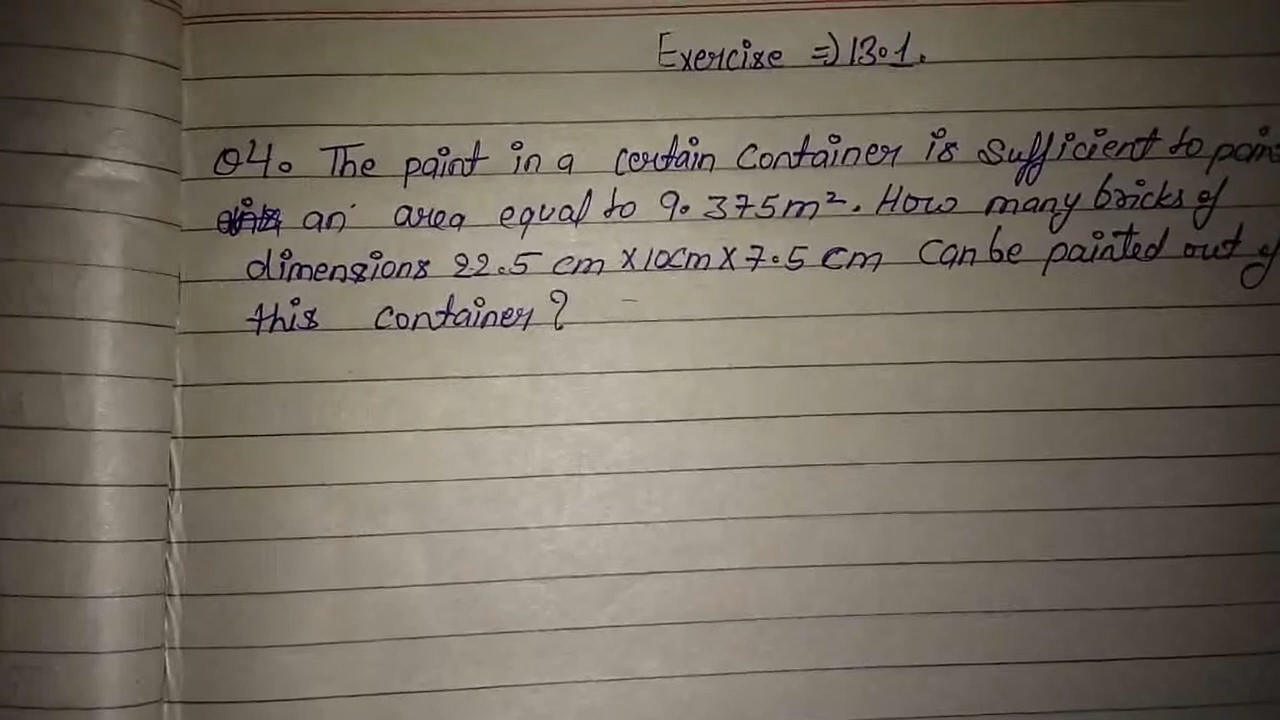 Exercise => 13.1.
Q4. The paint in a certain container is sufficient to pain
an area equal to 9.375m². How many bricks of
dimensions 22.5 cm x10cm x 7.5 cm can be painted out of
this container?